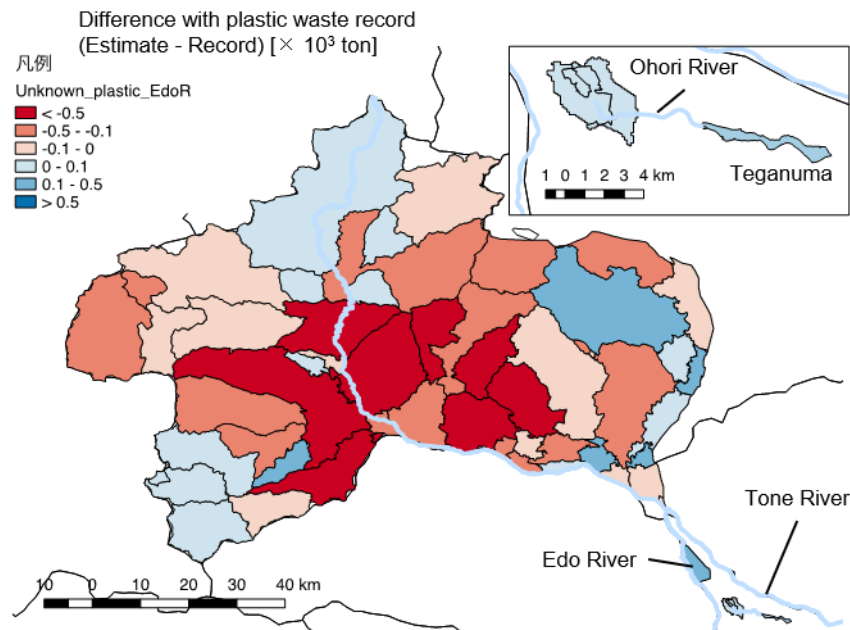 Difference with plastic waste record
(Estimate - Record) [× 10³ ton]
凡例
Unknown_plastic_EdoR
< -0.5
-0.5 - -0.1
-0.1 - 0
0 - 0.1
0.1 - 0.5
> 0.5
Ohori River
Teganuma
1 0 1 2 3 4 km
Tone River
Edo River
10 0 10 20 30 40 km